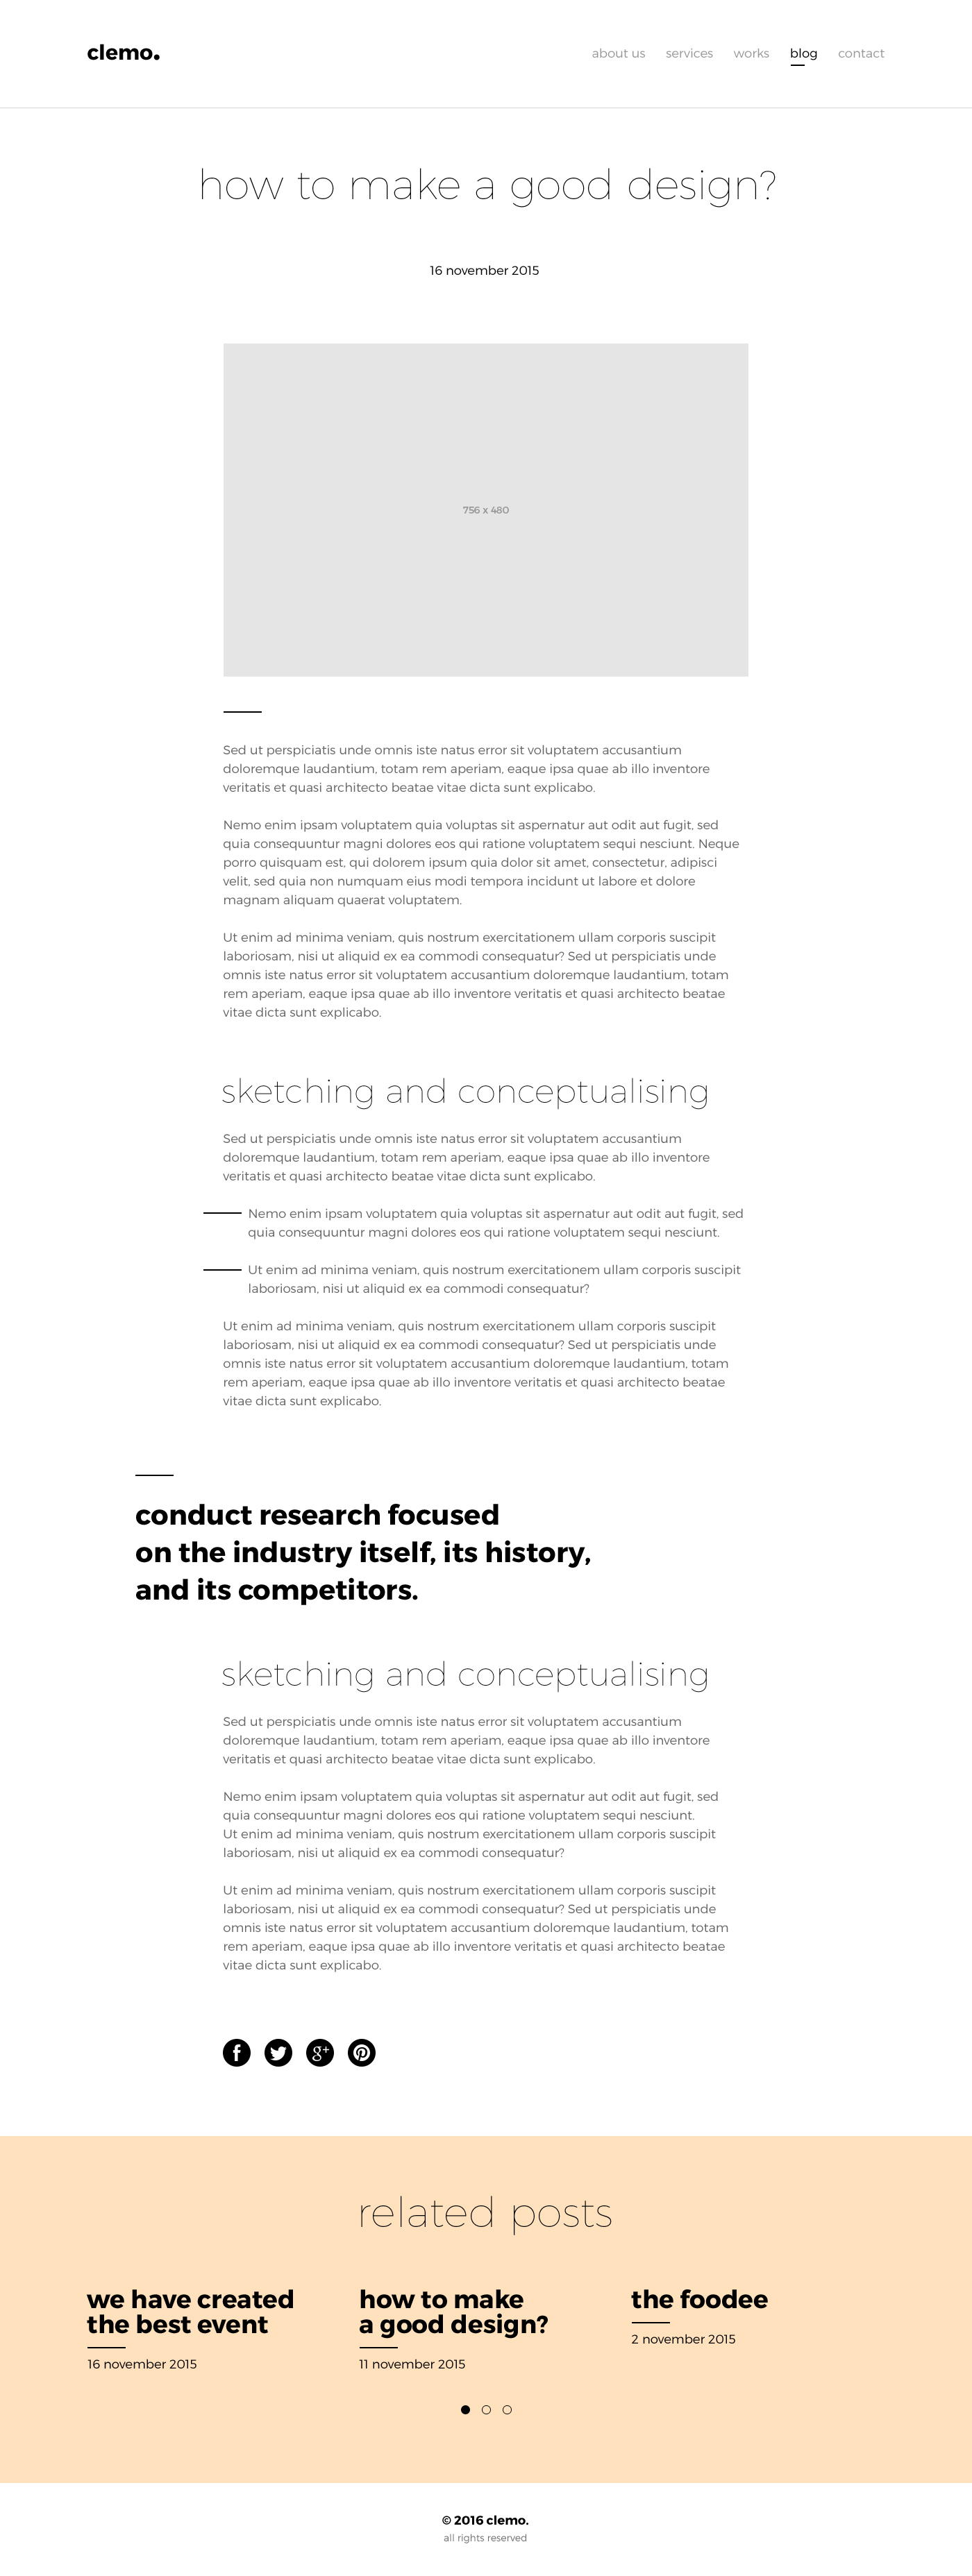 clemo.
about us services works blog contact
how to make a good design?
16 november 2015
756 x 480
Sed ut perspiciatis unde omnis iste natus error sit voluptatem accusantium
doloremque laudantium, totam rem aperiam, eaque ipsa quae ab illo inventore
veritatis et quasi architecto beatae vitae dicta sunt explicabo.
Nemo enim ipsam voluptatem quia voluptas sit aspernatur aut odit aut fugit, sed
quia consequuntur magni dolores eos qui ratione voluptatem sequi nesciunt. Neque
porro quisquam est, qui dolorem ipsum quia dolor sit amet, consectetur, adipisci
velit, sed quia non numquam eius modi tempora incidunt ut labore et dolore
magnam aliquam quaerat voluptatem.
Ut enim ad minima veniam, quis nostrum exercitationem ullam corporis suscipit
laboriosam, nisi ut aliquid ex ea commodi consequatur? Sed ut perspiciatis unde
omnis iste natus error sit voluptatem accusantium doloremque laudantium, totam
rem aperiam, eaque ipsa quae ab illo inventore veritatis et quasi architecto beatae
vitae dicta sunt explicabo.
sketching and conceptualising
Sed ut perspiciatis unde omnis iste natus error sit voluptatem accusantium
doloremque laudantium, totam rem aperiam, eaque ipsa quae ab illo inventore
veritatis et quasi architecto beatae vitae dicta sunt explicabo.
Nemo enim ipsam voluptatem quia voluptas sit aspernatur aut odit aut fugit, sed
quia consequuntur magni dolores eos qui ratione voluptatem sequi nesciunt.
Ut enim ad minima veniam, quis nostrum exercitationem ullam corporis suscipit
laboriosam, nisi ut aliquid ex ea commodi consequatur?
Ut enim ad minima veniam, quis nostrum exercitationem ullam corporis suscipit
laboriosam, nisi ut aliquid ex ea commodi consequatur? Sed ut perspiciatis unde
omnis iste natus error sit voluptatem accusantium doloremque laudantium, totam
rem aperiam, eaque ipsa quae ab illo inventore veritatis et quasi architecto beatae
vitae dicta sunt explicabo.
conduct research focused
on the industry itself, its history,
and its competitors.
sketching and conceptualising
Sed ut perspiciatis unde omnis iste natus error sit voluptatem accusantium
doloremque laudantium, totam rem aperiam, eaque ipsa quae ab illo inventore
veritatis et quasi architecto beatae vitae dicta sunt explicabo.
Nemo enim ipsam voluptatem quia voluptas sit aspernatur aut odit aut fugit, sed
quia consequuntur magni dolores eos qui ratione voluptatem sequi nesciunt.
Ut enim ad minima veniam, quis nostrum exercitationem ullam corporis suscipit
laboriosam, nisi ut aliquid ex ea commodi consequatur?
Ut enim ad minima veniam, quis nostrum exercitationem ullam corporis suscipit
laboriosam, nisi ut aliquid ex ea commodi consequatur? Sed ut perspiciatis unde
omnis iste natus error sit voluptatem accusantium doloremque laudantium, totam
rem aperiam, eaque ipsa quae ab illo inventore veritatis et quasi architecto beatae
vitae dicta sunt explicabo.
related posts
we have created
the best event
16 november 2015
how to make
a good design?
11 november 2015
the foodee
2 november 2015
© 2016 clemo.
all rights reserved